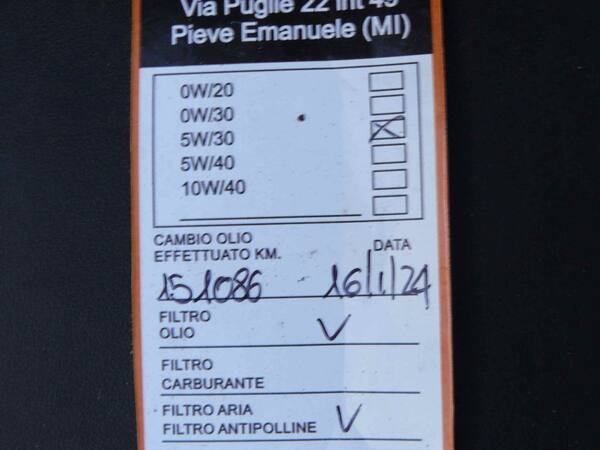 Via Puglie 22 int 49
Pieve Emanuele (MI)
0W/20
0W/30
5W/30
5W/40
10W/40
CAMBIO OLIO
EFFETTUATO KM. DATA
151086 16/1/24
FILTRO
OLIO V
FILTRO
CARBURANTE
FILTRO ARIA
FILTRO ANTIPOLLINE V